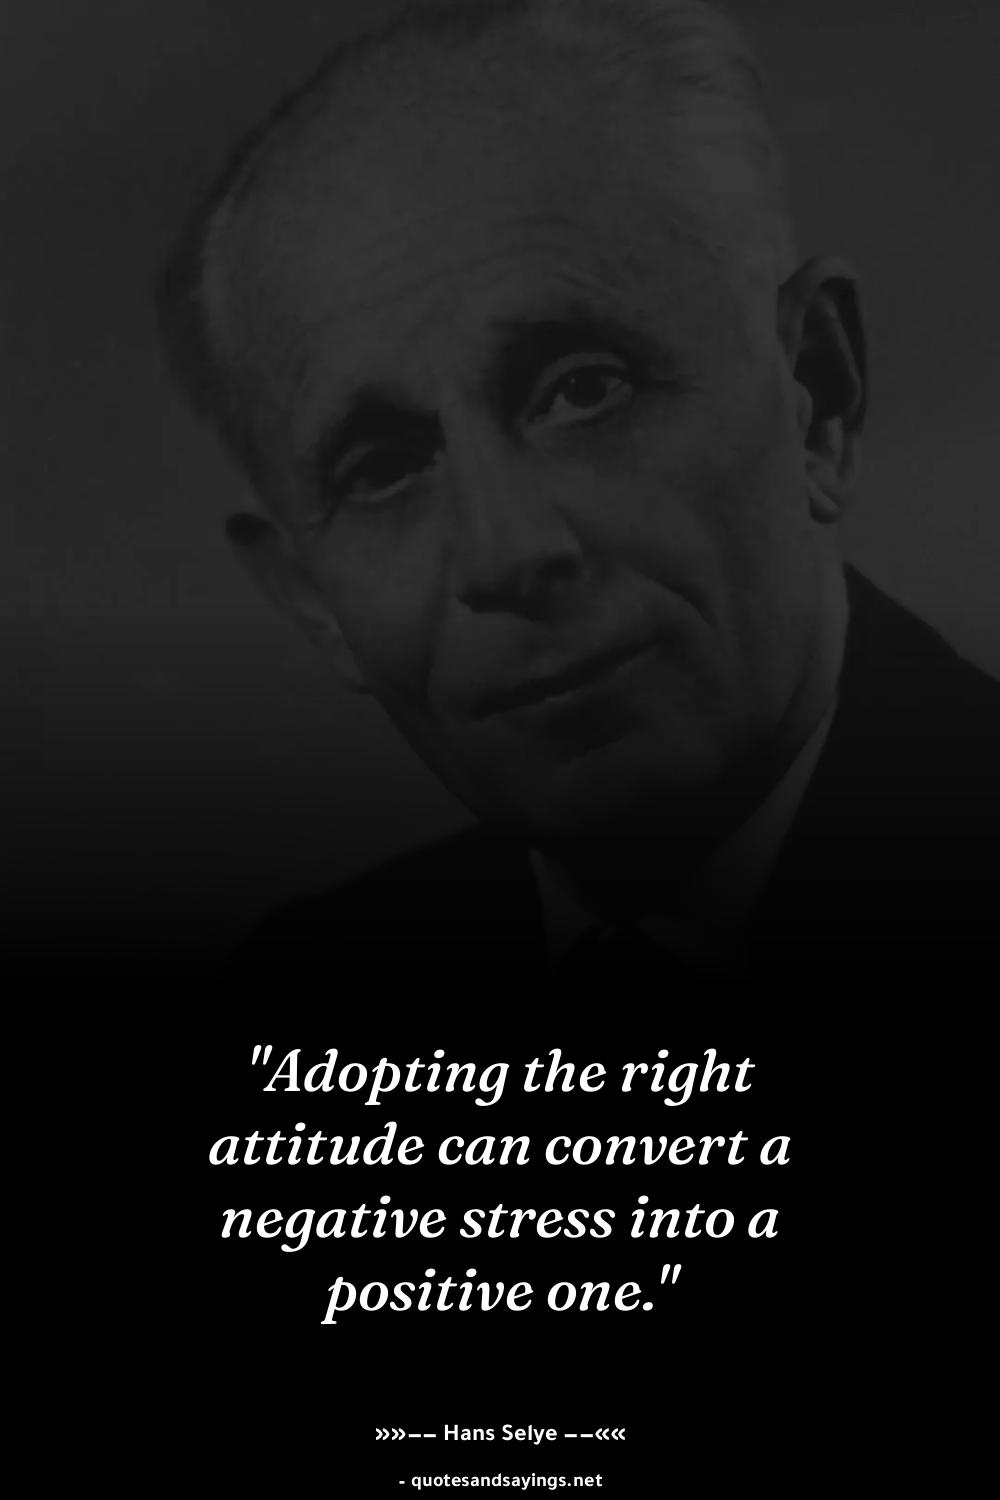 "Adopting the right
attitude can convert a
negative stress into a
positive one."
»»–– Hans Selye ––««
- quotesandsayings.net